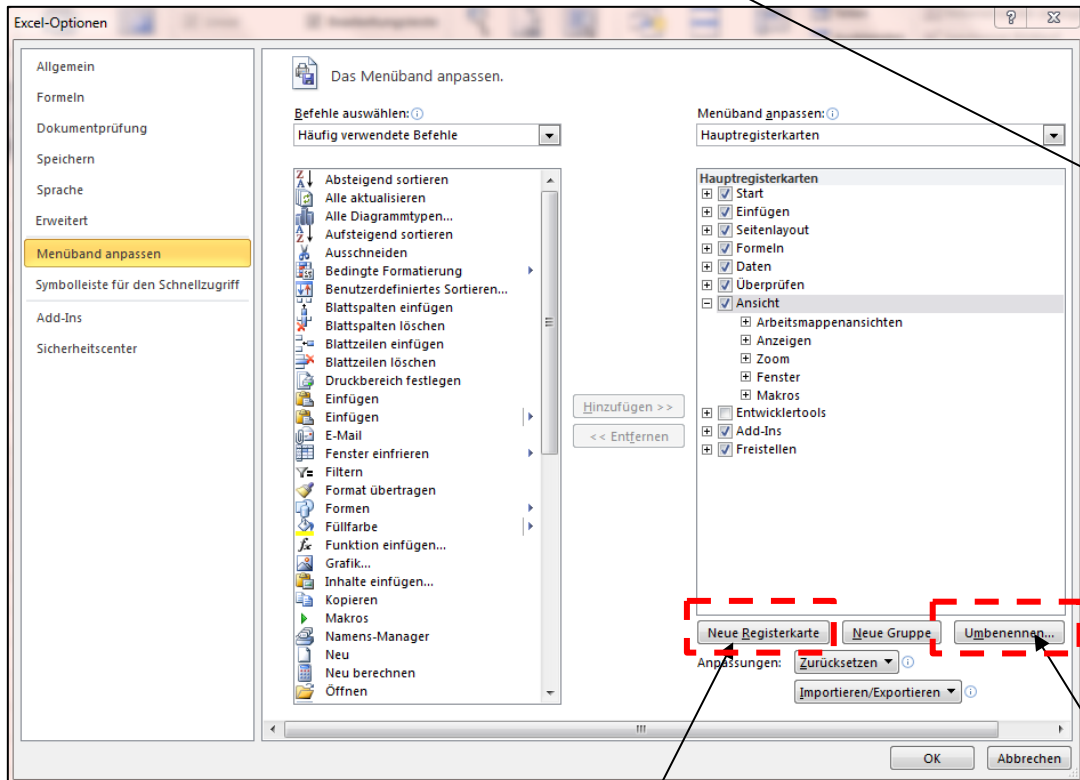 Excel-Optionen
Allgemein
Formeln
Dokumentprüfung
Speichern
Sprache
Erweitert
Menüband anpassen
Symbolleiste für den Schnellzugriff
Add-Ins
Sicherheitscenter
Das Menüband anpassen.
Befehle auswählen:
Häufig verwendete Befehle
Absteigend sortieren
Alle aktualisieren
Alle Diagrammtypen...
Aufsteigend sortieren
Ausschneiden
Bedingte Formatierung
Benutzerdefiniertes Sortieren...
Blattspalten einfügen
Blattspalten löschen
Blattzeilen einfügen
Blattzeilen löschen
Druckbereich festlegen
Einfügen
Einfügen
E-Mail
Fenster einfrieren
Filtern
Format übertragen
Formen
Füllfarbe
Funktion einfügen...
Grafik...
Inhalte einfügen...
Kopieren
Makros
Namens-Manager
Neu
Neu berechnen
Öffnen
Hinzufügen >>
<< Entfernen
Menüband anpassen:
Hauptregisterkarten
Hauptregisterkarten
Start
Einfügen
Seitenlayout
Formeln
Daten
Überprüfen
Ansicht
Arbeitsmappenansichten
Anzeigen
Zoom
Fenster
Makros
Entwicklertools
Add-Ins
Freistellen
Neue Registerkarte Neue Gruppe Umbenennen...
Anpassungen: Zurücksetzen
Importieren/Exportieren
OK Abbrechen